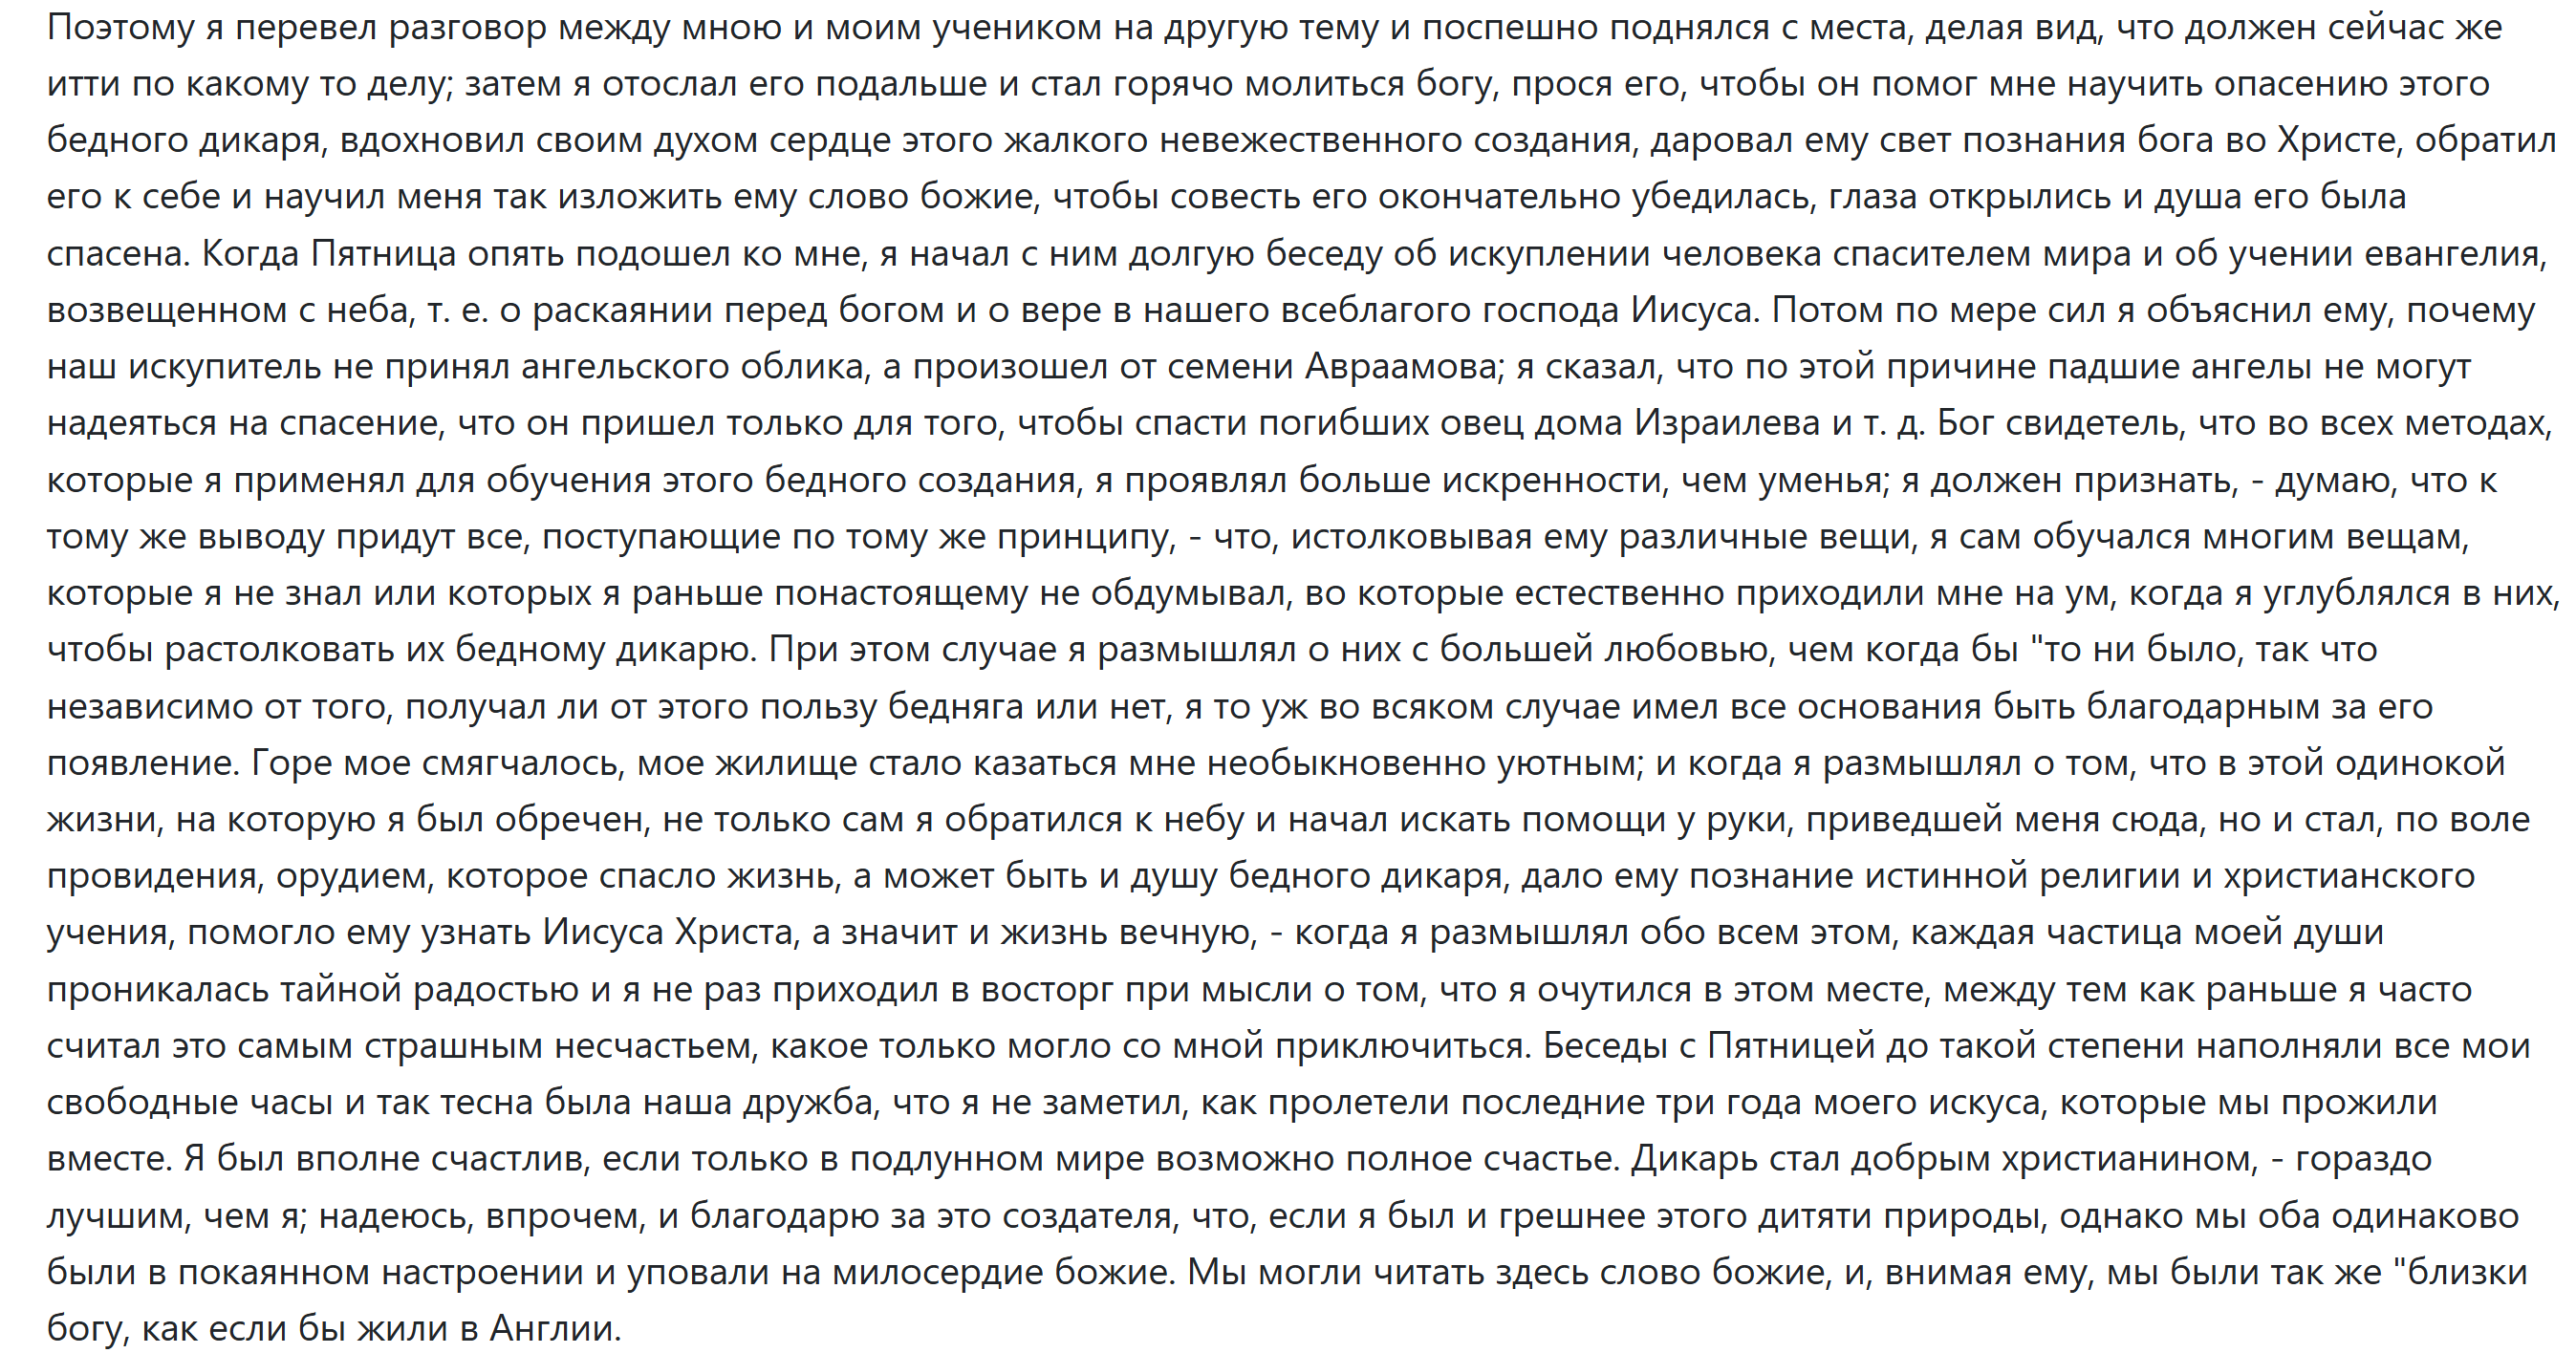 Поэтому я перевел разговор между мною и моим учеником на другую тему и поспешно поднялся с места, делая вид, что должен сейчас же
итти по какому то делу; затем я отослал его подальше и стал горячо молиться богу, прося его, чтобы он помог мне научить опасению этого
бедного дикаря, вдохновил своим духом сердце этого жалкого невежественного создания, даровал ему свет познания бога во Христе, обратил
его к себе и научил меня так изложить ему слово божие, чтобы совесть его окончательно убедилась, глаза открылись и душа его была
спасена. Когда Пятница опять подошел ко мне, я начал с ним долгую беседу об искуплении человека спасителем мира и об учении евангелия,
возвещенном с неба, т. е. о раскаянии перед богом и о вере в нашего всеблагого господа Иисуса. Потом по мере сил я объяснил ему, почему
наш искупитель не принял ангельского облика, а произошел от семени Авраамова; я сказал, что по этой причине падшие ангелы не могут
надеяться на спасение, что он пришел только для того, чтобы спасти погибших овец дома Израилева и т. д. Бог свидетель, что во всех методах,
которые я применял для обучения этого бедного создания, я проявлял больше искренности, чем уменья; я должен признать, - думаю, что к
тому же выводу придут все, поступающие по тому же принципу, - что, истолковывая ему различные вещи, я сам обучался многим вещам,
которые я не знал или которых я раньше понастоящему не обдумывал, во которые естественно приходили мне на ум, когда я углублялся в них,
чтобы растолковать их бедному дикарю. При этом случае я размышлял о них с большей любовью, чем когда бы "то ни было, так что
независимо от того, получал ли от этого пользу бедняга или нет, я то уж во всяком случае имел все основания быть благодарным за его
появление. Горе мое смягчалось, мое жилище стало казаться мне необыкновенно уютным; и когда я размышлял о том, что в этой одинокой
жизни, на которую я был обречен, не только сам я обратился к небу и начал искать помощи у руки, приведшей меня сюда, но и стал, по воле
провидения, орудием, которое спасло жизнь, а может быть и душу бедного дикаря, дало ему познание истинной религии и христианского
учения, помогло ему узнать Иисуса Христа, а значит и жизнь вечную, - когда я размышлял обо всем этом, каждая частица моей души
проникалась тайной радостью и я не раз приходил в восторг при мысли о том, что я очутился в этом месте, между тем как раньше я часто
считал это самым страшным несчастьем, какое только могло со мной приключиться. Беседы с Пятницей до такой степени наполняли все мои
свободные часы и так тесна была наша дружба, что я не заметил, как пролетели последние три года моего искуса, которые мы прожили
вместе. Я был вполне счастлив, если только в подлунном мире возможно полное счастье. Дикарь стал добрым христианином, - гораздо
лучшим, чем я; надеюсь, впрочем, и благодарю за это создателя, что, если я был и грешнее этого дитяти природы, однако мы оба одинаково
были в покаянном настроении и уповали на милосердие божие. Мы могли читать здесь слово божие, и, внимая ему, мы были так же "близки
богу, как если бы жили в Англии.